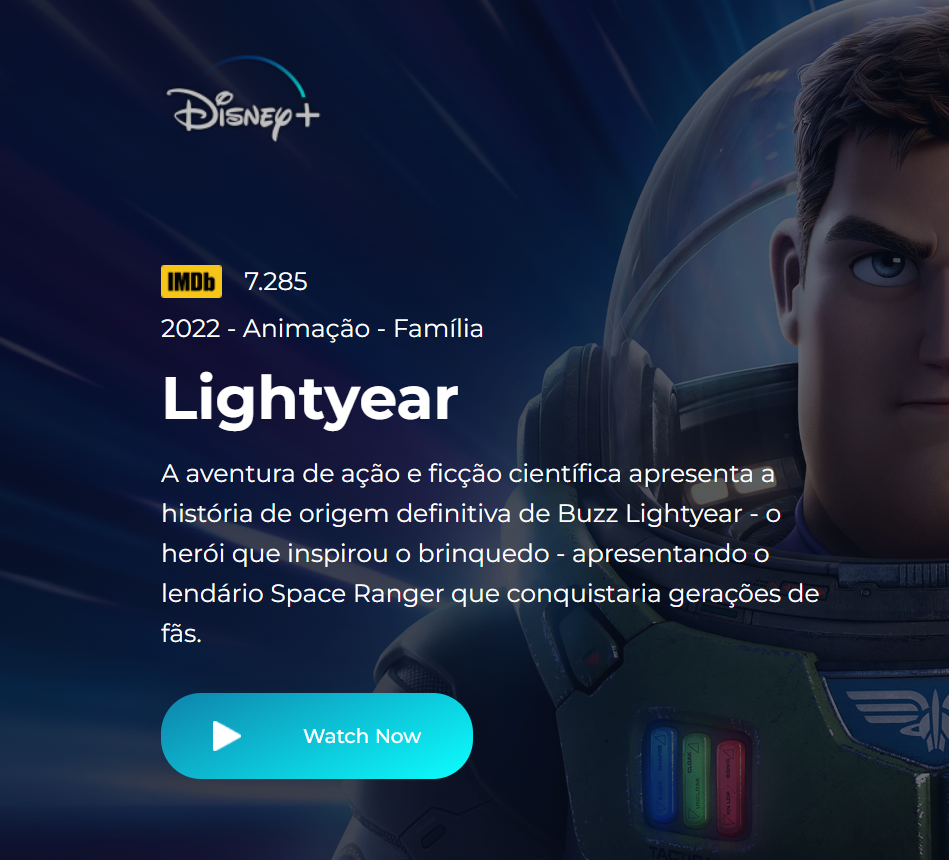 Disney+
IMDb 7.285
2022 - Animação - Família
Lightyear
A aventura de ação e ficção científica apresenta a
história de origem definitiva de Buzz Lightyear - o
herói que inspirou o brinquedo - apresentando o
lendário Space Ranger que conquistaria gerações de
fãs.
Watch Now